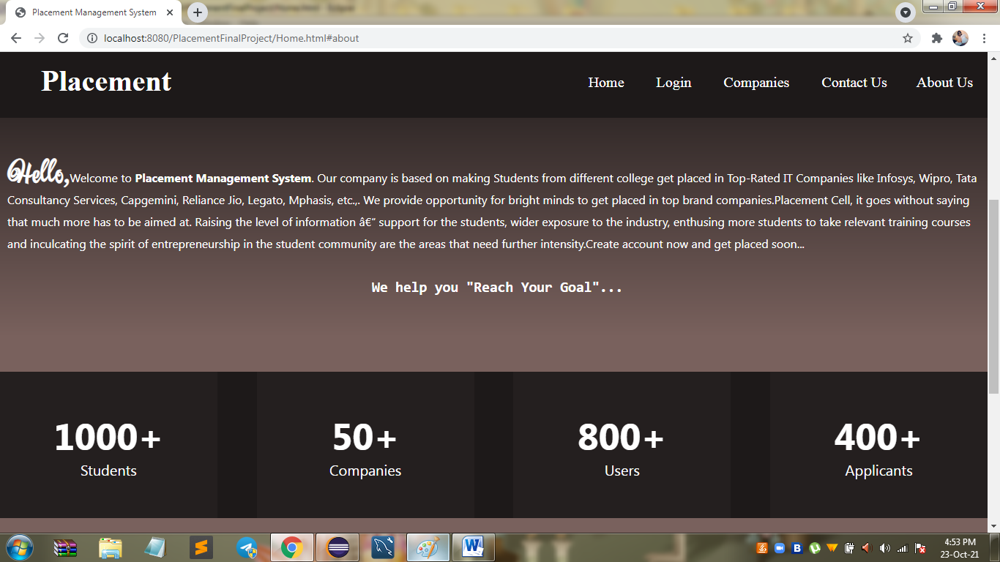 Placement Management System
localhost:8080/PlacementFinalProject/Home.html#about
Placement
Home Login Companies Contact Us About Us
Hello,Welcome to Placement Management System. Our company is based on making Students from different college get placed in Top-Rated IT Companies like Infosys, Wipro, Tata
Consultancy Services, Capgemini, Reliance Jio, Legato, Mphasis, etc.,. We provide opportunity for bright minds to get placed in top brand companies.Placement Cell, it goes without saying
that much more has to be aimed at. Raising the level of information â€“ support for the students, wider exposure to the industry, enthusing more students to take relevant training courses
and inculcating the spirit of entrepreneurship in the student community are the areas that need further intensity.Create account now and get placed soon...
We help you "Reach Your Goal"...
1000+ 50+ 800+ 400+
Students Companies Users Applicants
4:53 PM
23-Oct-21